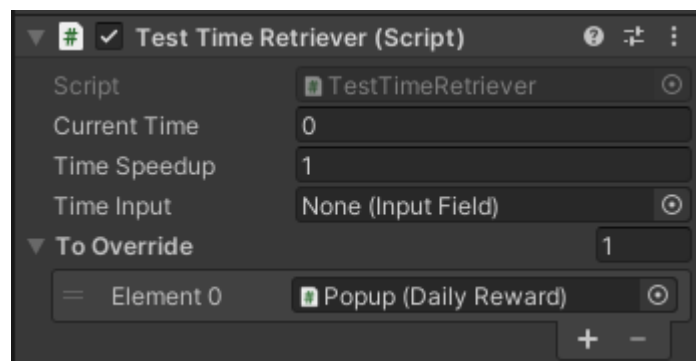 Test Time Retriever (Script)
Script TestTimeRetriever
Current Time 0
Time Speedup 1
Time Input None (Input Field)
To Override 1
Element 0 Popup (Daily Reward)